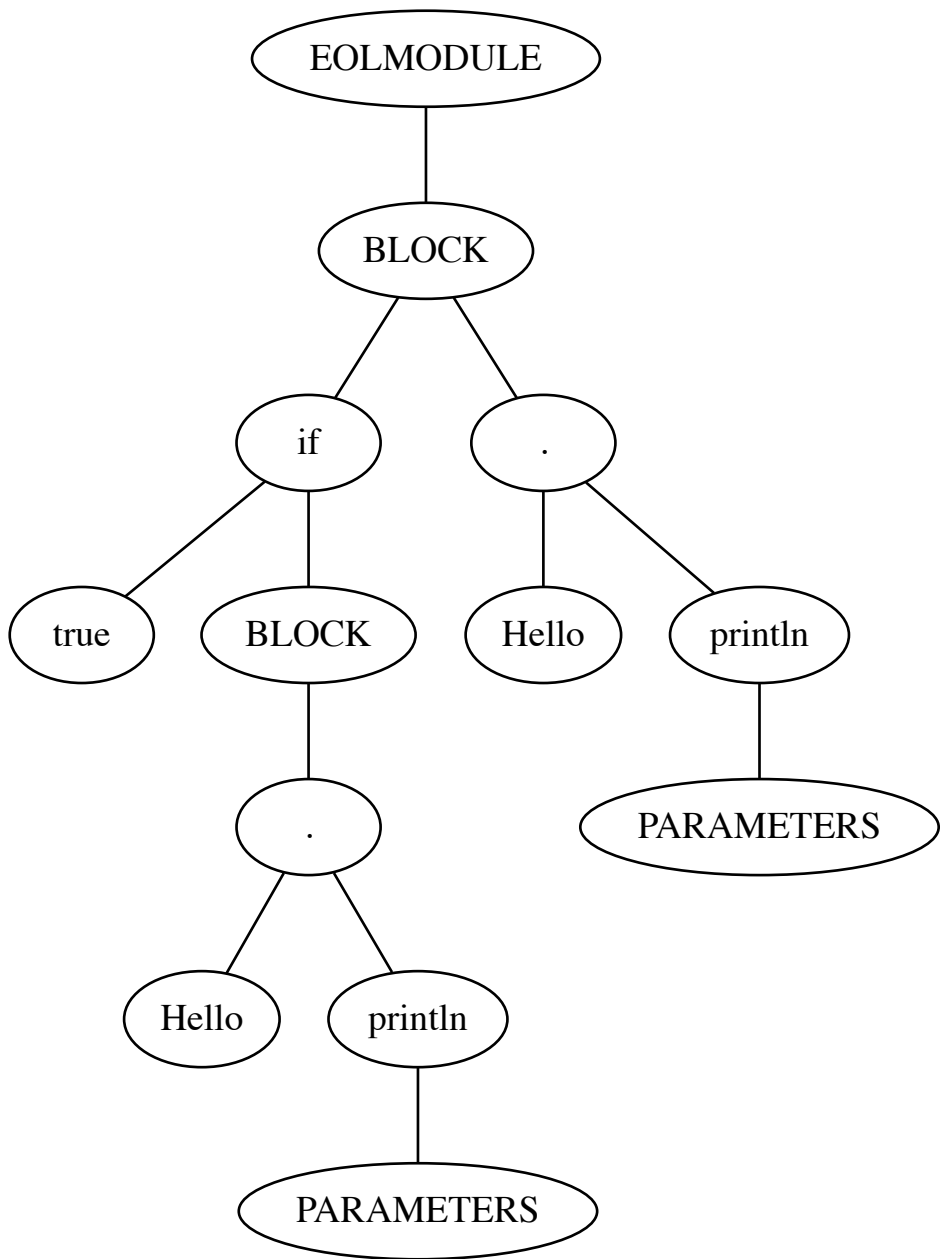 EOLMODULE
BLOCK
if
.
true
BLOCK
Hello
println
.
PARAMETERS
Hello
println
PARAMETERS